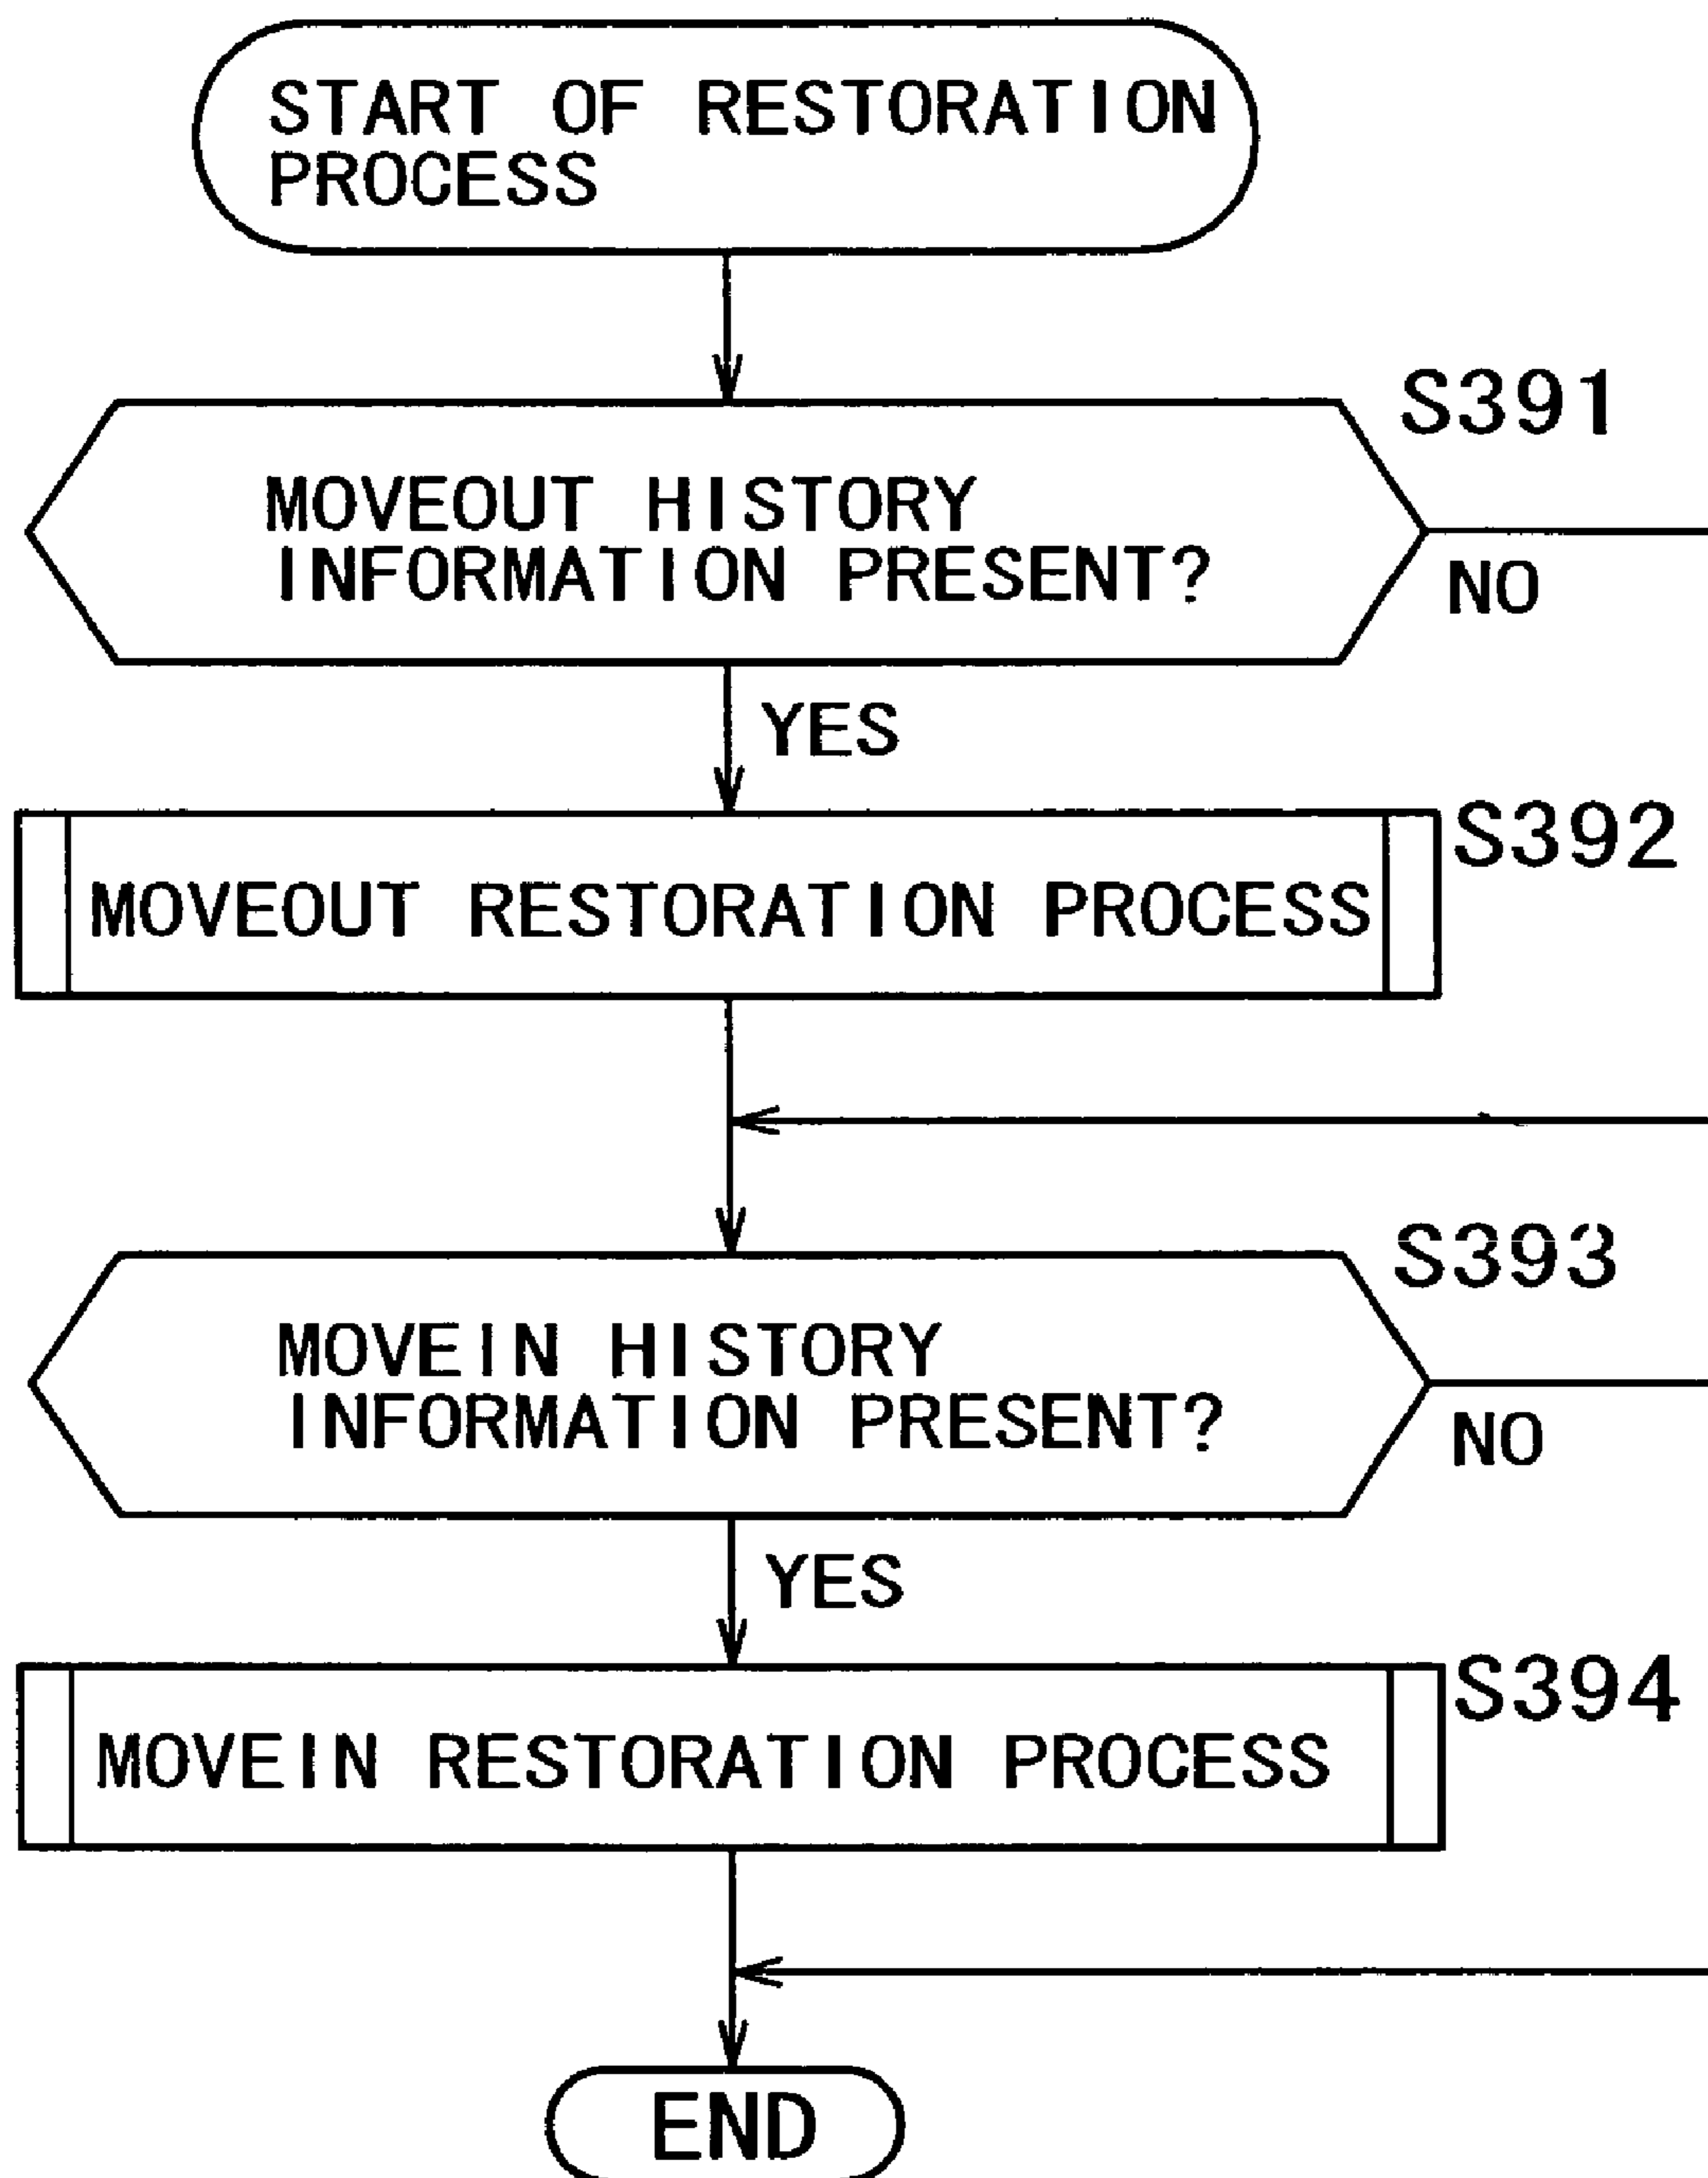 START OF RESTORATION
PROCESS
S391
MOVEOUT HISTORY
INFORMATION PRESENT?
NO
YES
S392
MOVEOUT RESTORATION PROCESS
S393
MOVEIN HISTORY
INFORMATION PRESENT?
NO
YES
S394
MOVEIN RESTORATION PROCESS
END